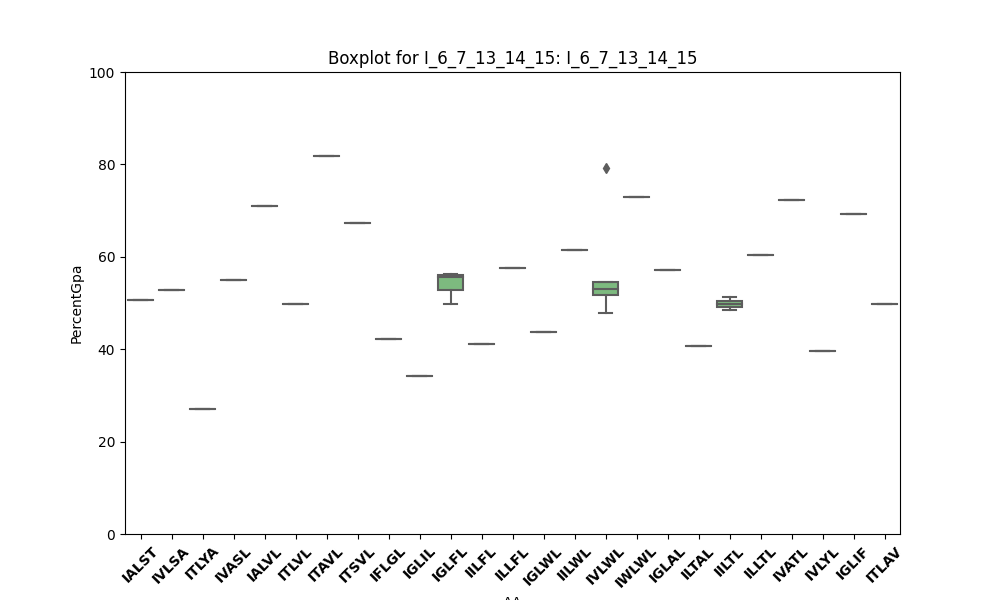 Boxplot for I_6_7_13_14_15: I_6_7_13_14_15
100
80
60
40
20
0
PercentGpa
IALST IVLSA ITLYA IVASL IALVL ITLVL ITAVL ITSVL IFLGL IGLIL IGLFL IILFL ILLFL IGLWL IILWL IVLWL IWLWL IGLAL ILTAL IILTL ILLTL IVATL IVLYL IGLIF ITLAV